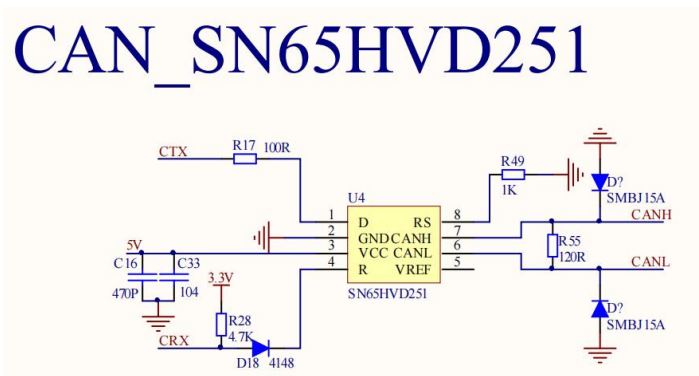 CAN_SN65HVD251
CTX
R17 100R
R49
1K
D?
SMBJ15A
CANH
U4
1 D RS 8
2 GND CANH 7
3 VCC CANL 6
4 R VREF 5
SN65HVD251
R55
120R
CANL
5V
C16
C33
470P
104
3.3V
R28
4.7K
CRX
D18 4148
D?
SMBJ15A